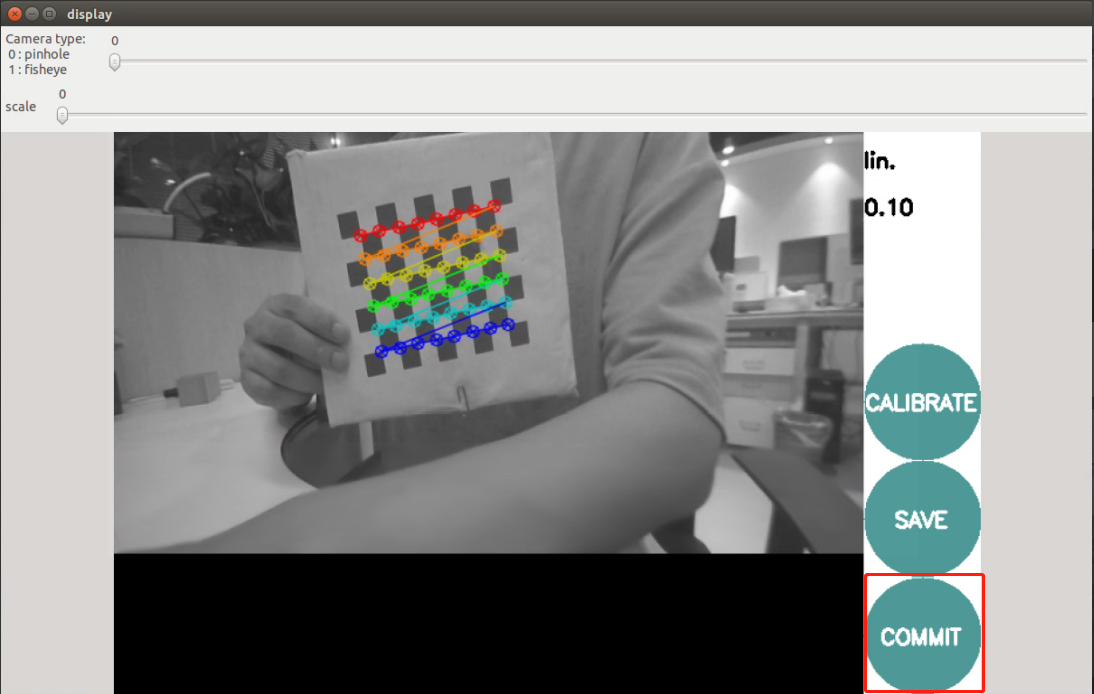 display
Camera type:
0 : pinhole
1 : fisheye
0
scale
0
lin.
0.10
CALIBRATE
SAVE
COMMIT